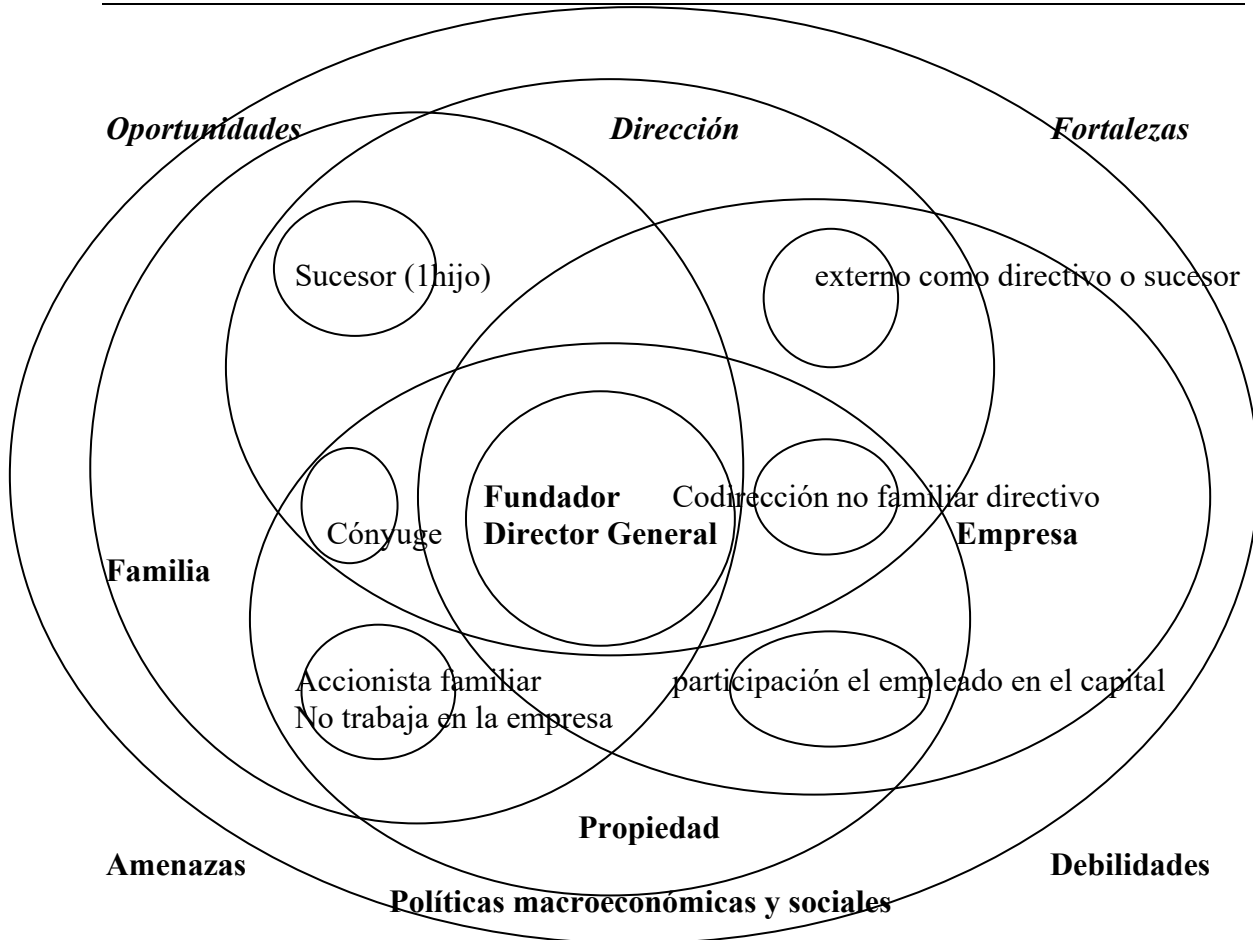 Oportunidades Dirección Fortalezas
Sucesor (1hijo) externo como directivo o sucesor
Fundador Codirección no familiar directivo
Cónyuge Director General Empresa
Familia
Accionista familiar participación el empleado en el capital
No trabaja en la empresa
Propiedad
Amenazas Debilidades
Políticas macroeconómicas y sociales